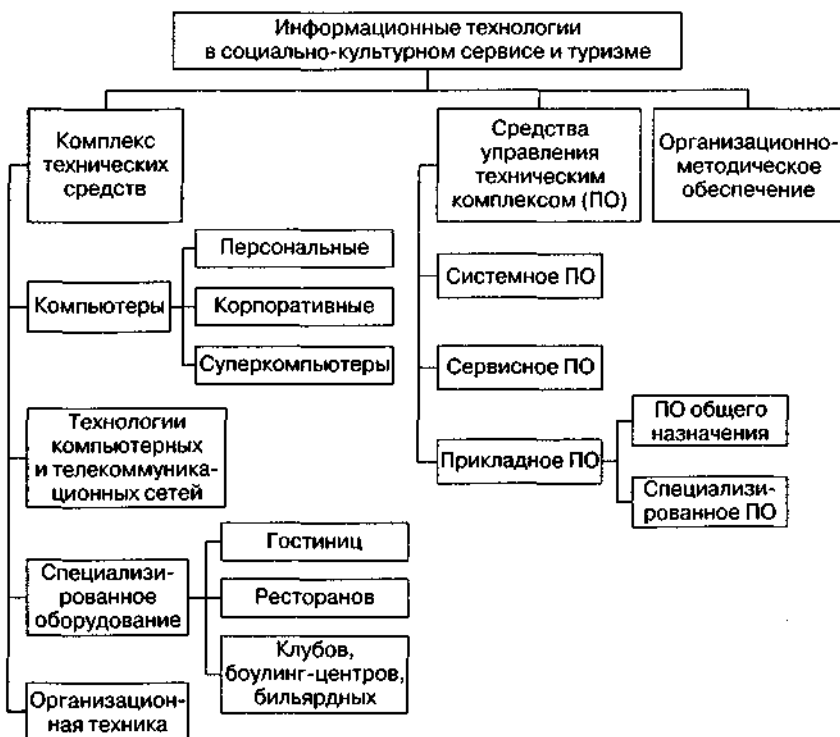 Информационные технологии
в социально-культурном сервисе и туризме
Комплекс
технических
средств
Средства
управления
техническим
комплексом (ПО)
Организационно-
методическое
обеспечение
Компьютеры
Персональные
Корпоративные
Суперкомпьютеры
Системное ПО
Сервисное ПО
Прикладное ПО
ПО общего
назначения
Специализи-
рованное ПО
Технологии
компьютерных
и телекоммуника-
ционных сетей
Специализи-
рованное
оборудование
Гостиниц
Ресторанов
Клубов,
боулинг-центров,
бильярдных
Организацион-
ная техника